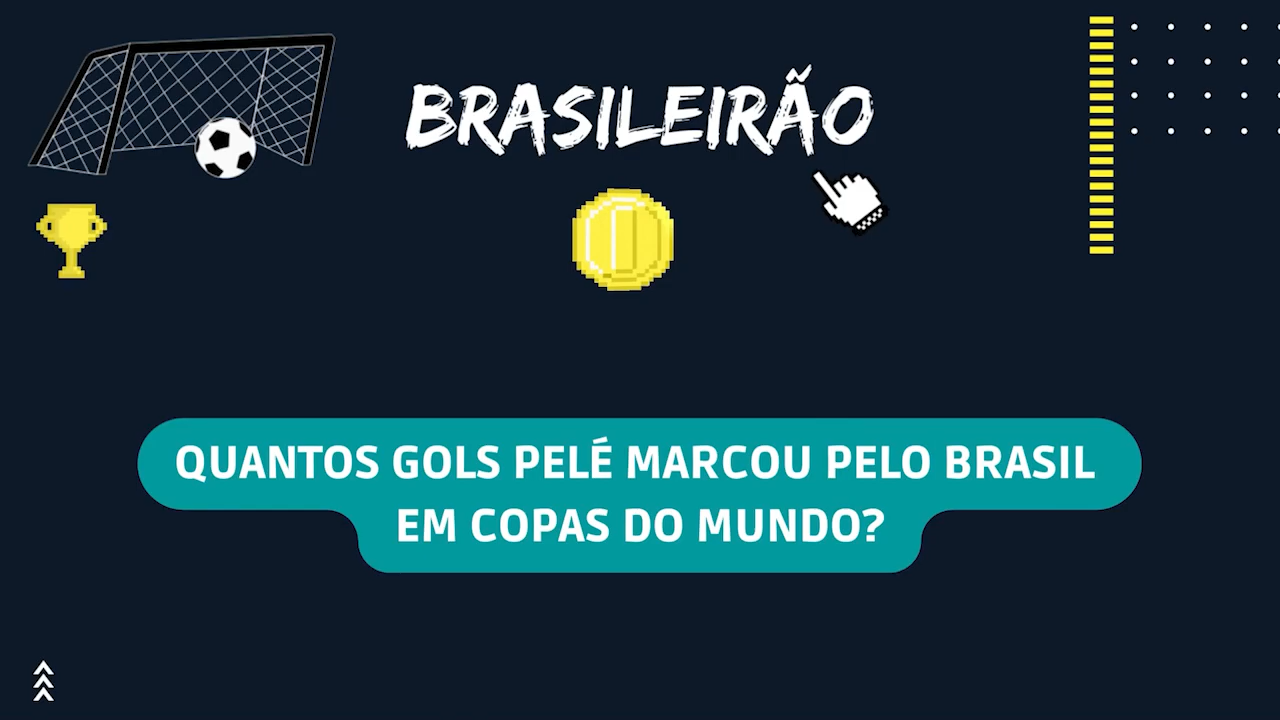 BRASILEIRÃO
QUANTOS GOLS PELÉ MARCOU PELO BRASIL
EM COPAS DO MUNDO?